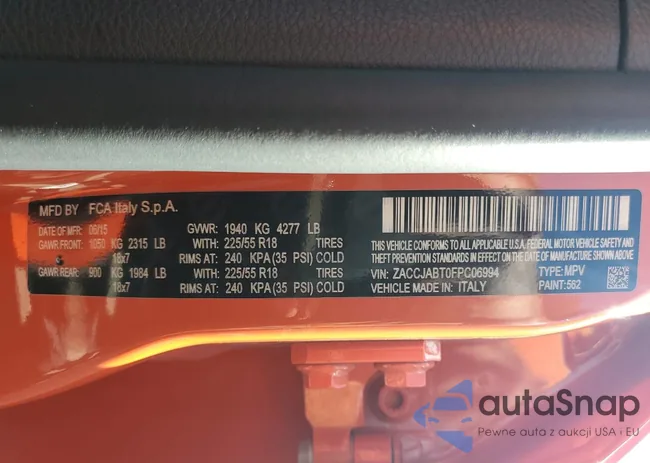 MFD BY FCA Italy S.p.A.
DATE OF MFR: 06/15 GVWR: 1940 KG 4277 LB
GAWR FRONT: 1050 KG 2315 LB WITH: 225/55 R18 TIRES
18x7 RIMS AT: 240 KPA (35 PSI) COLD
GAWR REAR: 900 KG 1984 LB WITH: 225/55 R18 TIRES
18x7 RIMS AT: 240 KPA (35 PSI) COLD
THIS VEHICLE CONFORMS TO ALL APPLICABLE U.S.A. FEDERAL MOTOR VEHICLE SAFETY, BUMPER AND
THEFT PREVENTION STANDARDS IN EFFECT ON THE DATE OF MANUFACTURE SHOWN ABOVE.
VIN: ZACCJABT0FPC06994 TYPE: MPV
VEHICLE MADE IN: ITALY PAINT: 562
autaSnap
Pewne auta z aukcji USA i EU